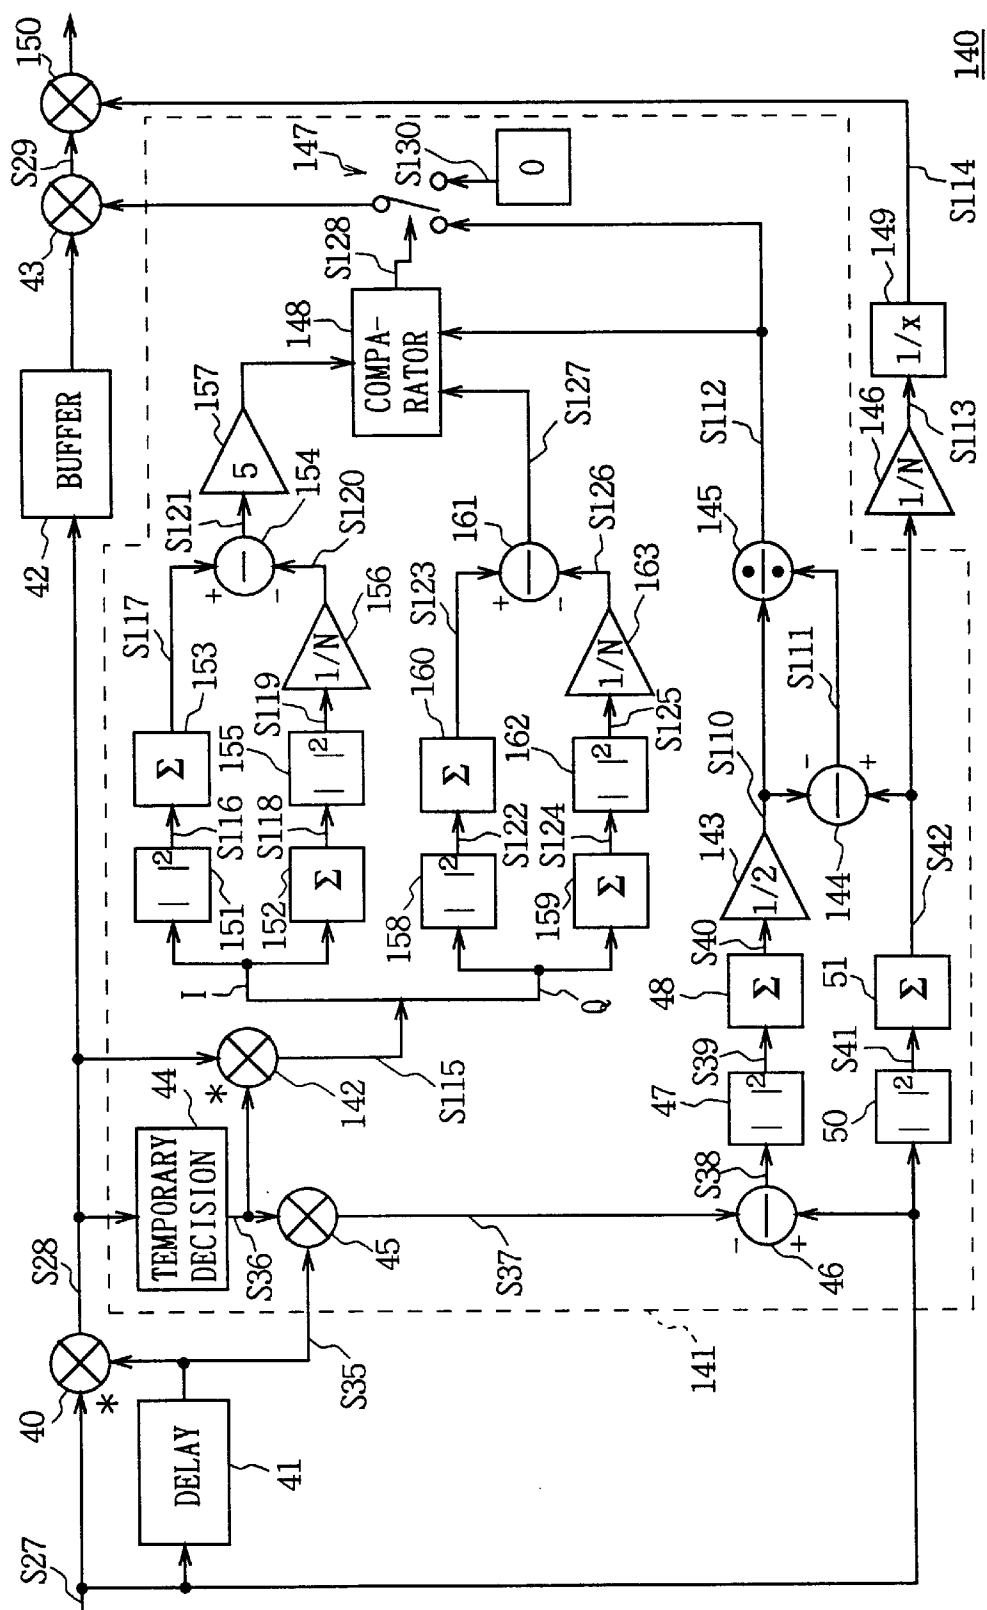 140
S27
40
*
DELAY
41
S28
S35
141
TEMPORARY
DECISION
44
S36
45
S37
*
142
S115
I
Q
BUFFER
42
43
S29
150
| |2
151
S116
Σ
153
S117
Σ
152
S118
| |2
155
S119
1/N
156
S120
+
-
−
154
S121
5
157
| |2
158
S122
Σ
160
S123
Σ
159
S124
| |2
162
S125
1/N
163
S126
+
-
−
161
S127
COMPA-
RATOR
148
S128
147
S130
0
-
+
−
46
S38
| |2
47
S39
Σ
48
S40
1/2
143
S110
-
+
−
144
S111
145
S112
| |2
50
S41
Σ
51
S42
1/N
146
S113
1/x
149
S114